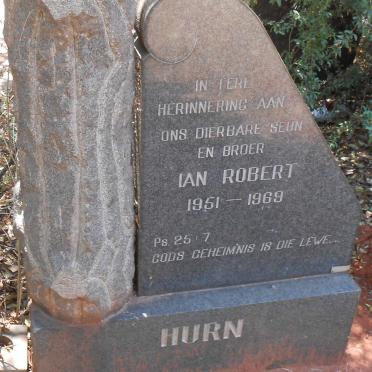 IN TERE
HERINNERING AAN
ONS DIERBARE SEUN
EN BROER
IAN ROBERT
1951 — 1969
Ps. 25:7
GODS GEHEIMNIS IS DIE LEWE...
HURN